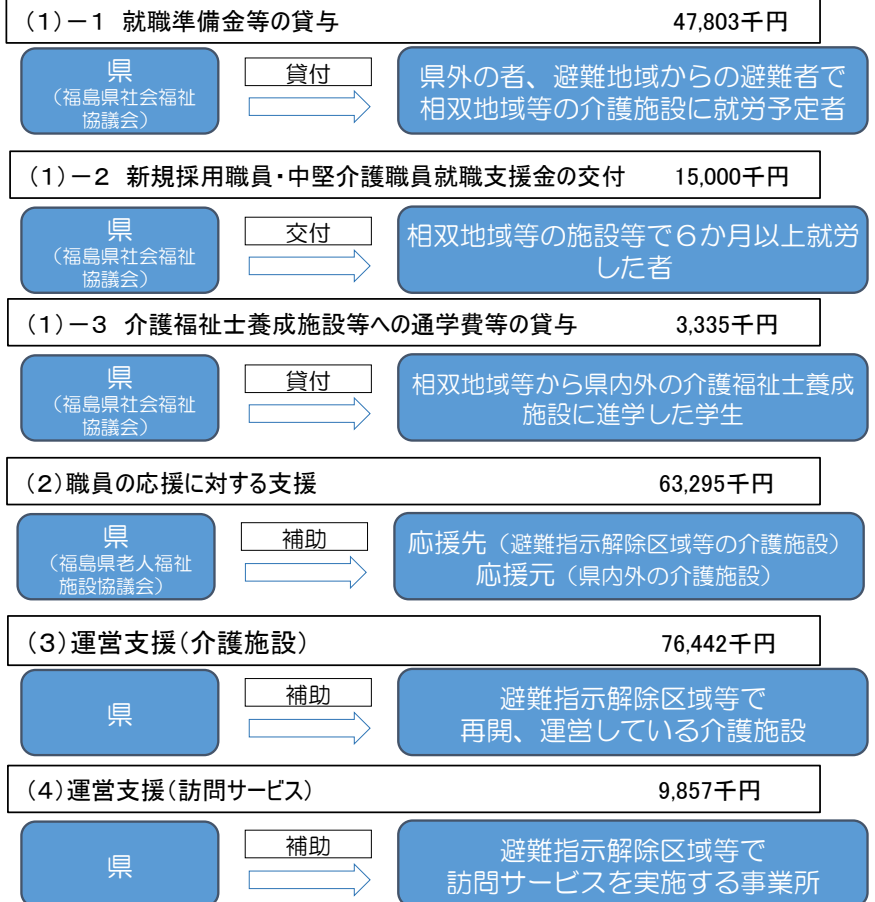 (1)－1 就職準備金等の貸与 47,803千円
県
（福島県社会福祉
協議会）
貸付
県外の者、避難地域からの避難者で
相双地域等の介護施設に就労予定者
(1)－2 新規採用職員・中堅介護職員就職支援金の交付 15,000千円
県
（福島県社会福祉
協議会）
交付
相双地域等の施設等で６か月以上就労
した者
(1)－3 介護福祉士養成施設等への通学費等の貸与 3,335千円
県
（福島県社会福祉
協議会）
貸付
相双地域等から県内外の介護福祉士養成
施設に進学した学生
(2)職員の応援に対する支援 63,295千円
県
（福島県老人福祉
施設協議会）
補助
応援先（避難指示解除区域等の介護施設）
応援元（県内外の介護施設）
(3)運営支援(介護施設) 76,442千円
県
補助
避難指示解除区域等で
再開、運営している介護施設
(4)運営支援(訪問サービス) 9,857千円
県
補助
避難指示解除区域等で
訪問サービスを実施する事業所